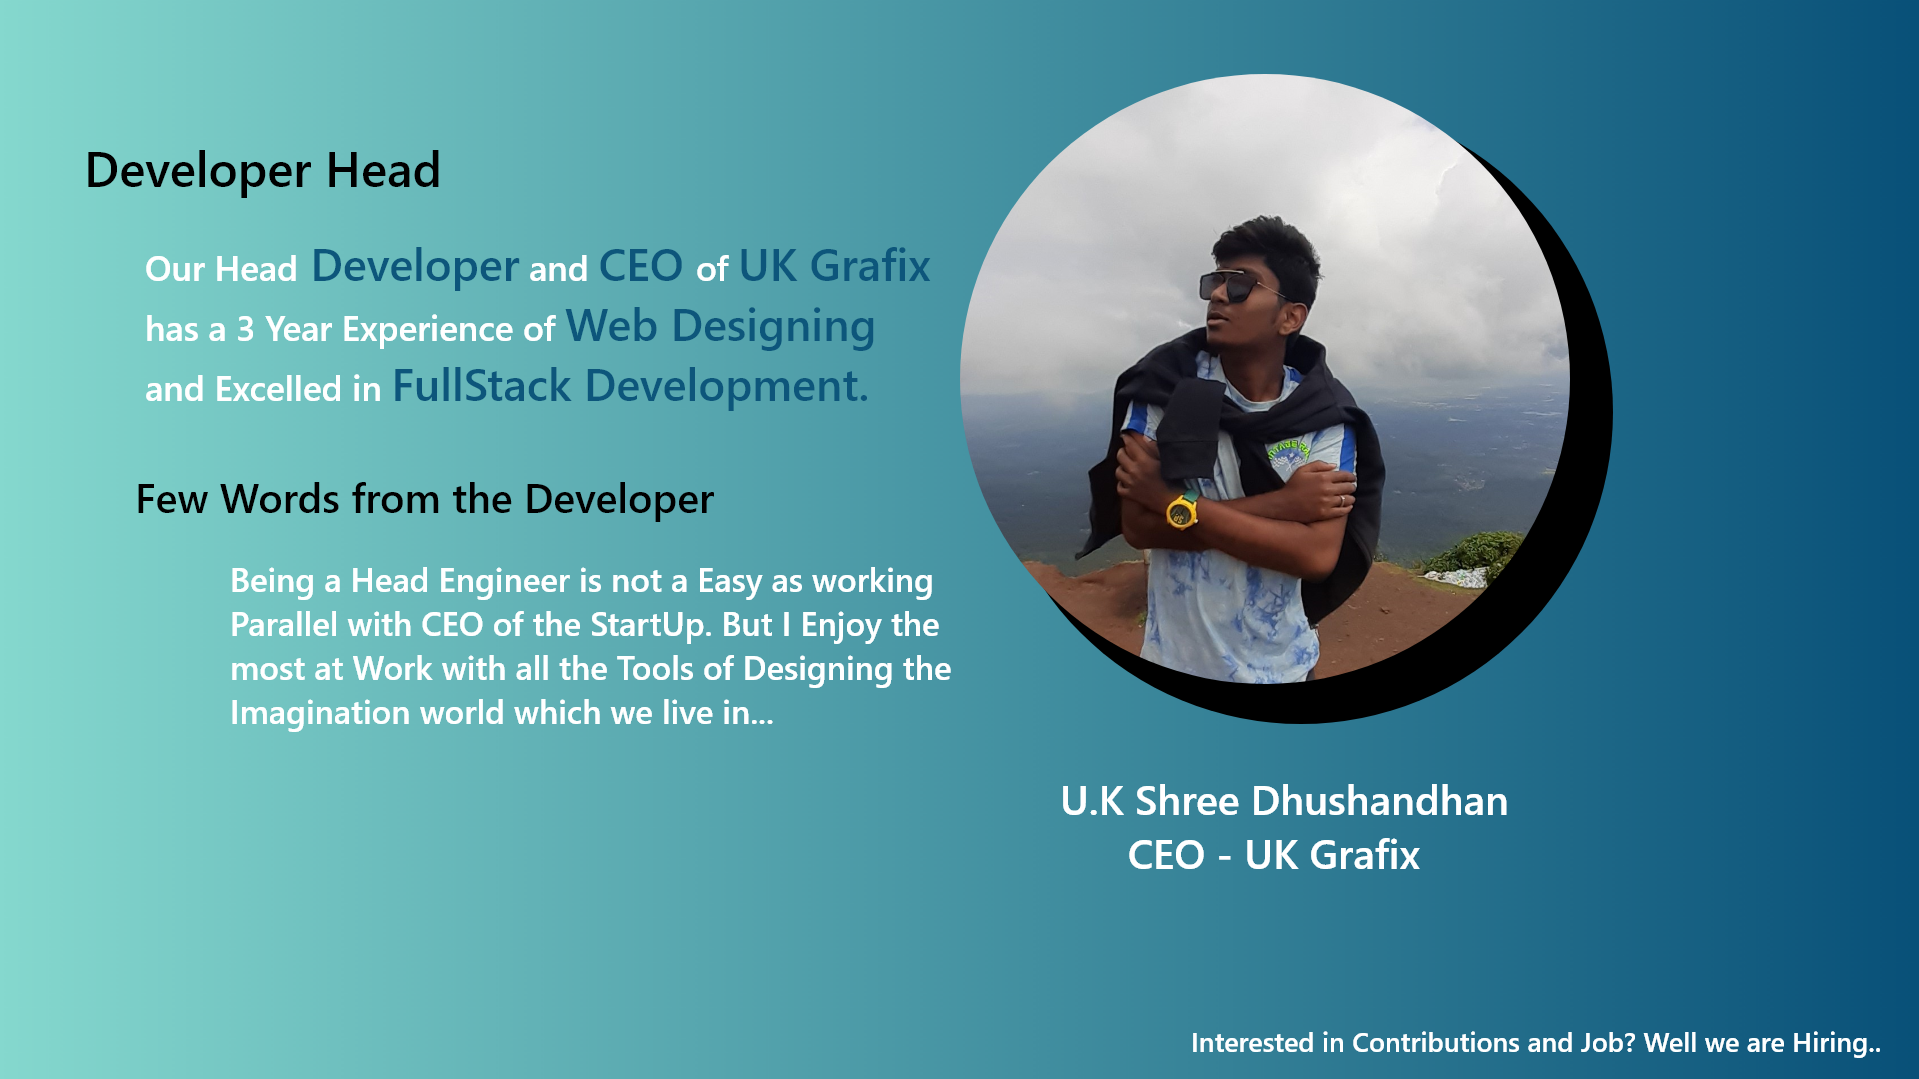 Developer Head
Our Head Developer and CEO of UK Grafix
has a 3 Year Experience of Web Designing
and Excelled in FullStack Development.
Few Words from the Developer
Being a Head Engineer is not a Easy as working
Parallel with CEO of the StartUp. But I Enjoy the
most at Work with all the Tools of Designing the
Imagination world which we live in...
U.K Shree Dhushandhan
CEO - UK Grafix
Interested in Contributions and Job? Well we are Hiring..